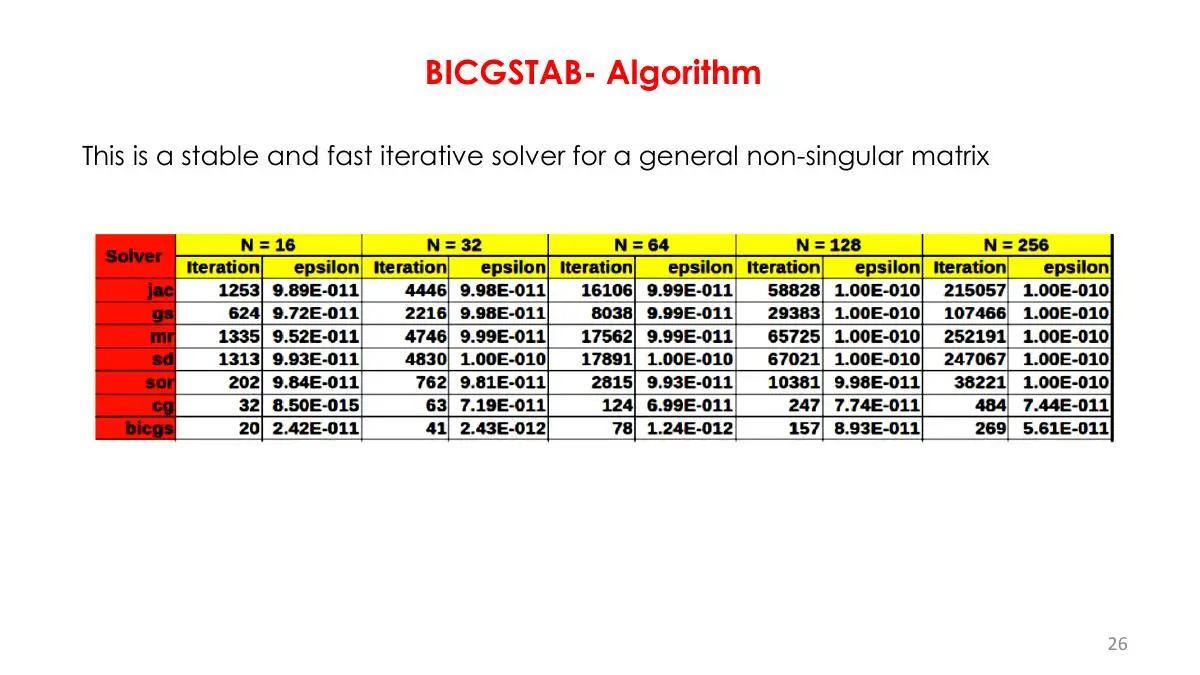 BICGSTAB- Algorithm
This is a stable and fast iterative solver for a general non-singular matrix
Solver N = 16 N = 32 N = 64 N = 128 N = 256
Iteration epsilon Iteration epsilon Iteration epsilon Iteration epsilon Iteration epsilon
jac 1253 9.89E-011 4446 9.98E-011 16106 9.99E-011 58828 1.00E-010 215057 1.00E-010
gs 624 9.72E-011 2216 9.98E-011 8038 9.99E-011 29383 1.00E-010 107466 1.00E-010
mr 1335 9.52E-011 4746 9.99E-011 17562 9.99E-011 65725 1.00E-010 252191 1.00E-010
sd 1313 9.93E-011 4830 1.00E-010 17891 1.00E-010 67021 1.00E-010 247067 1.00E-010
sor 202 9.84E-011 762 9.81E-011 2815 9.93E-011 10381 9.98E-011 38221 1.00E-010
cg 32 8.50E-015 63 7.19E-011 124 6.99E-011 247 7.74E-011 484 7.44E-011
bicgs 20 2.42E-011 41 2.43E-012 78 1.24E-012 157 8.93E-011 269 5.61E-011
26